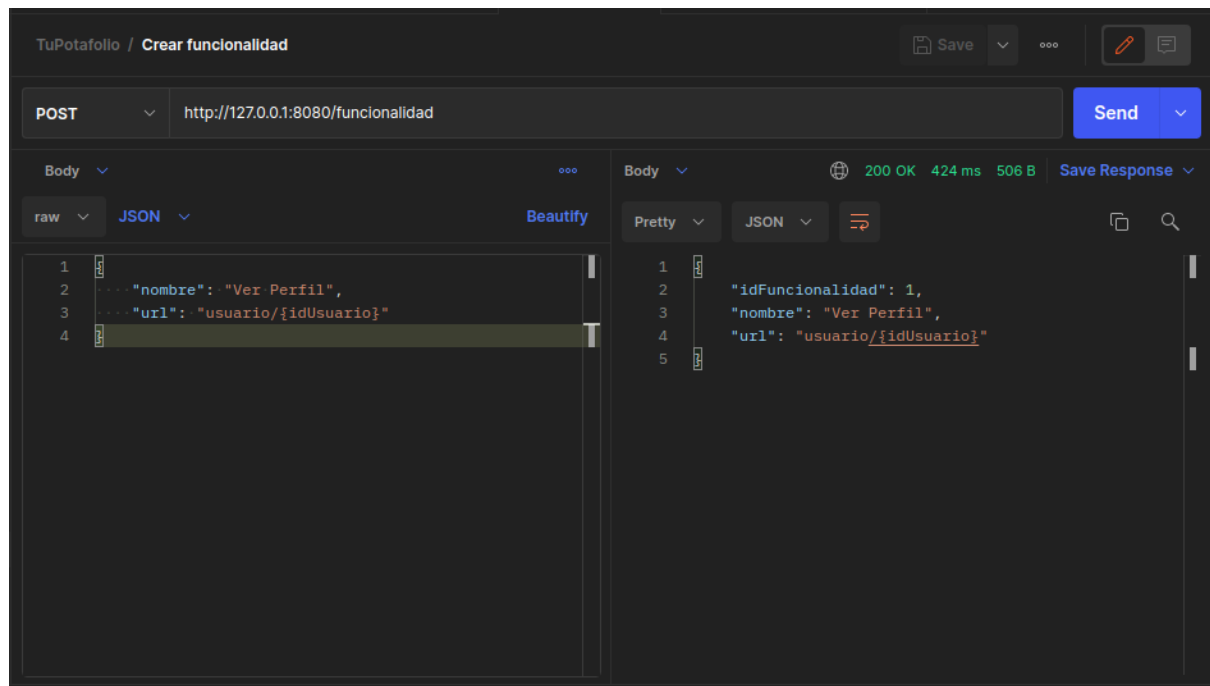 TuPotafolio / Crear funcionalidad
Save
POST http://127.0.0.1:8080/funcionalidad Send
Body
raw JSON Beautify
1 {
2 "nombre": "Ver Perfil",
3 "url": "usuario/{idUsuario}"
4 }
Body 200 OK 424 ms 506 B Save Response
Pretty JSON
1 {
2 "idFuncionalidad": 1,
3 "nombre": "Ver Perfil",
4 "url": "usuario/{idUsuario}"
5 }